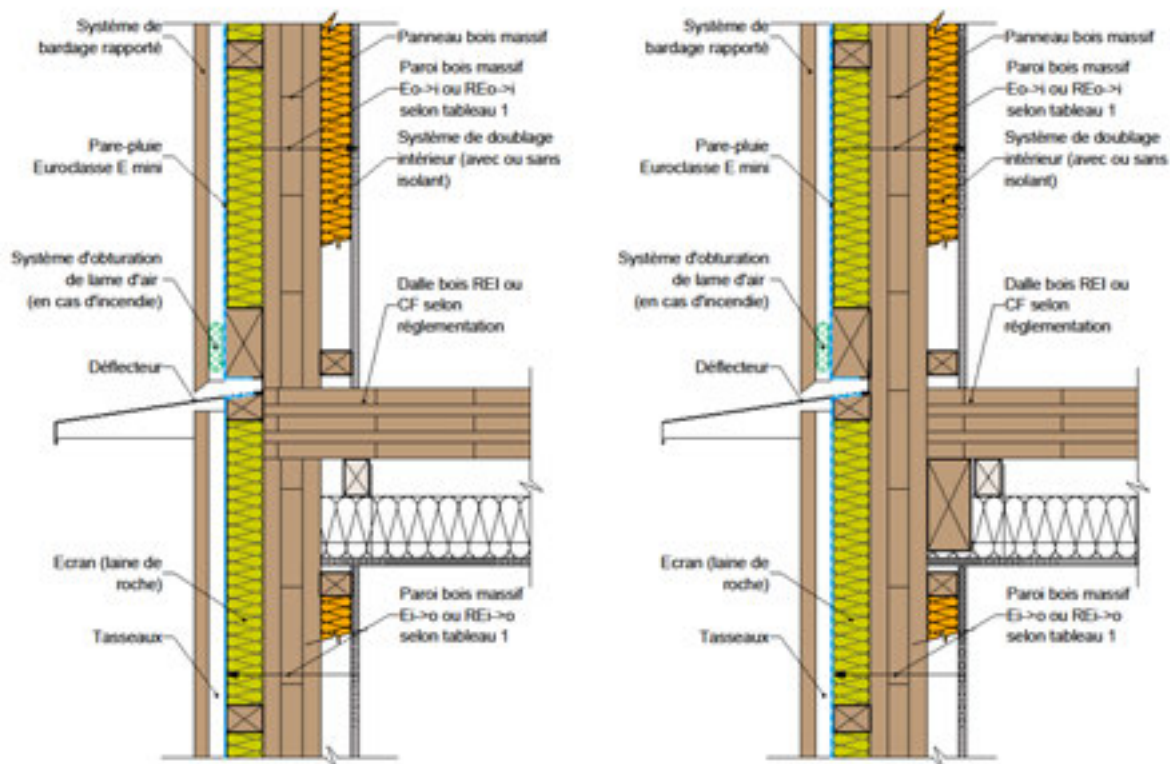 Système de
bardage rapporté
Pare-pluie
Euroclasse E mini
Système d'obturation
de lame d'air
(en cas d'incendie)
Déflecteur
Ecran (laine de
roche)
Tasseaux
Panneau bois massif
Paroi bois massif
Eo->i ou REo->i
selon tableau 1
Système de doublage
intérieur (avec ou sans
isolant)
Dalle bois REI ou
CF selon
réglementation
Paroi bois massif
Ei->o ou REi->o
selon tableau 1
Système de
bardage rapporté
Pare-pluie
Euroclasse E mini
Système d'obturation
de lame d'air
(en cas d'incendie)
Déflecteur
Ecran (laine de
roche)
Tasseaux
Panneau bois massif
Paroi bois massif
Eo->i ou REo->i
selon tableau 1
Système de doublage
intérieur (avec ou sans
isolant)
Dalle bois REI ou
CF selon
réglementation
Paroi bois massif
Ei->o ou REi->o
selon tableau 1